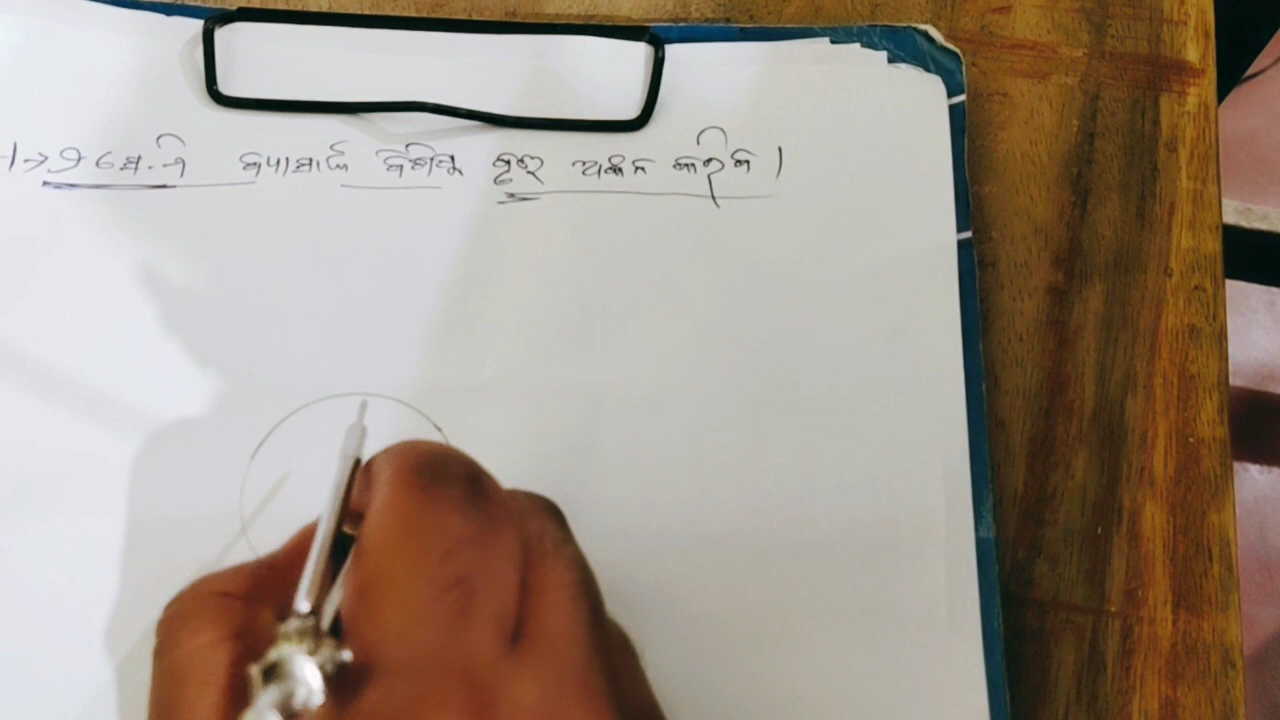 ୨ ସେ.ମି ବ୍ୟାସାର୍ଦ୍ଧ ବିଶିଷ୍ଟ ବୃତ୍ତ ଅଙ୍କନ କରିବ ।